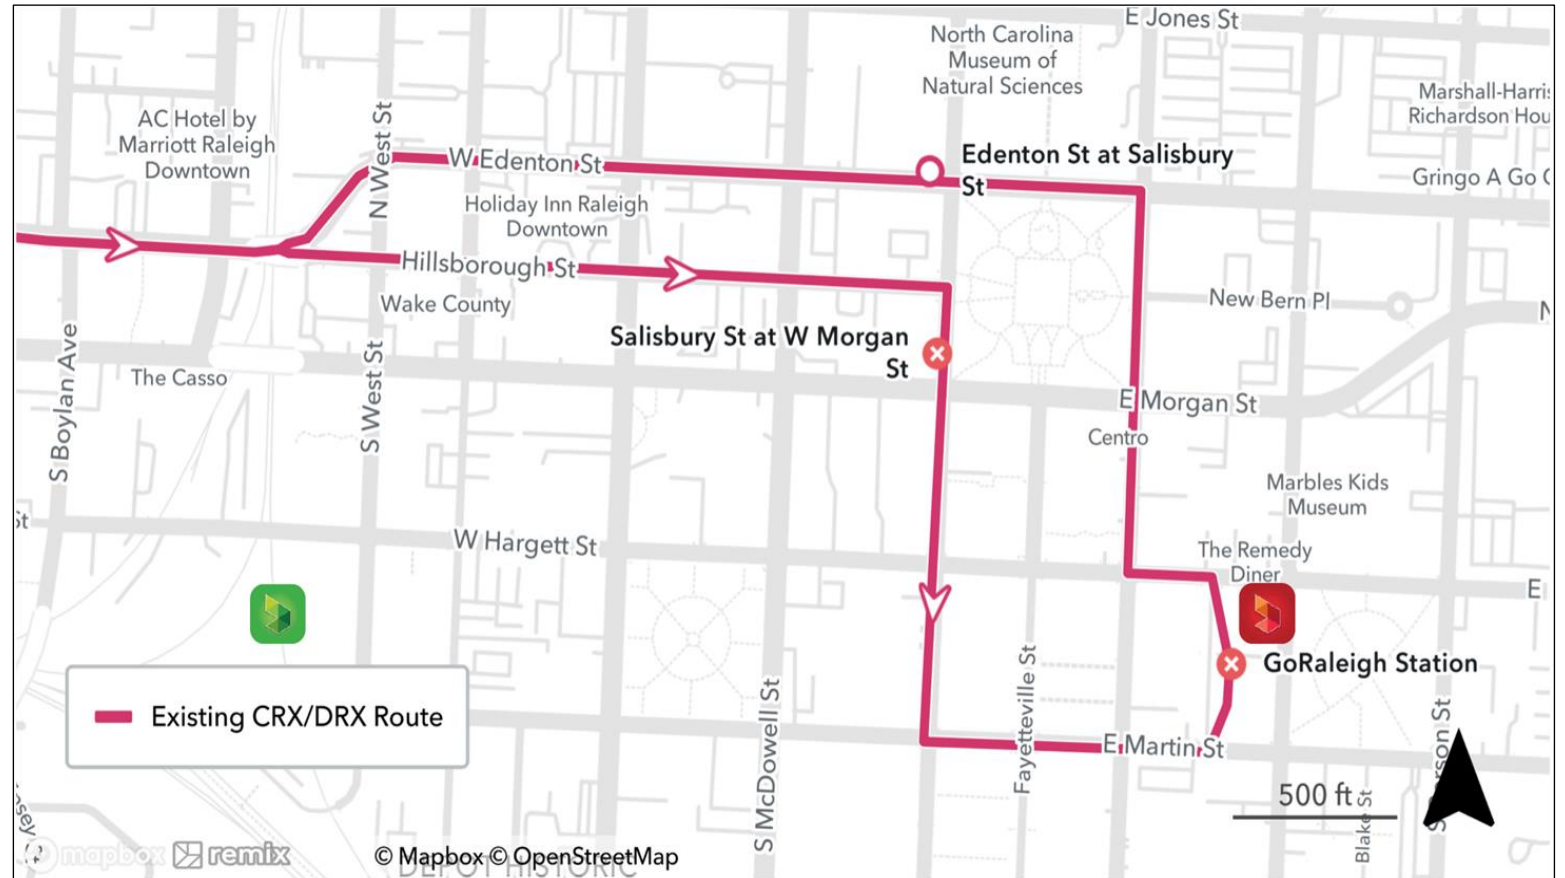 E Jones St
North Carolina
Museum of
Natural Sciences
Marshall-Harris
Richardson Hou
AC Hotel by
Marriott Raleigh
Downtown
N West St
W Edenton St
Edenton St at Salisbury
St
Gringo A Go G
Holiday Inn Raleigh
Downtown
Hillsborough St
Wake County
New Bern Pl
Salisbury St at W Morgan
St
The Casso
S Boylan Ave
S West St
E Morgan St
Centro
Marbles Kids
Museum
St
W Hargett St
The Remedy
Diner
E
GoRaleigh Station
Existing CRX/DRX Route
S McDowell St
Fayetteville St
E Martin St
500 ft
Blake St
mapbox remix
© Mapbox © OpenStreetMap
DEPOT HISTORIC